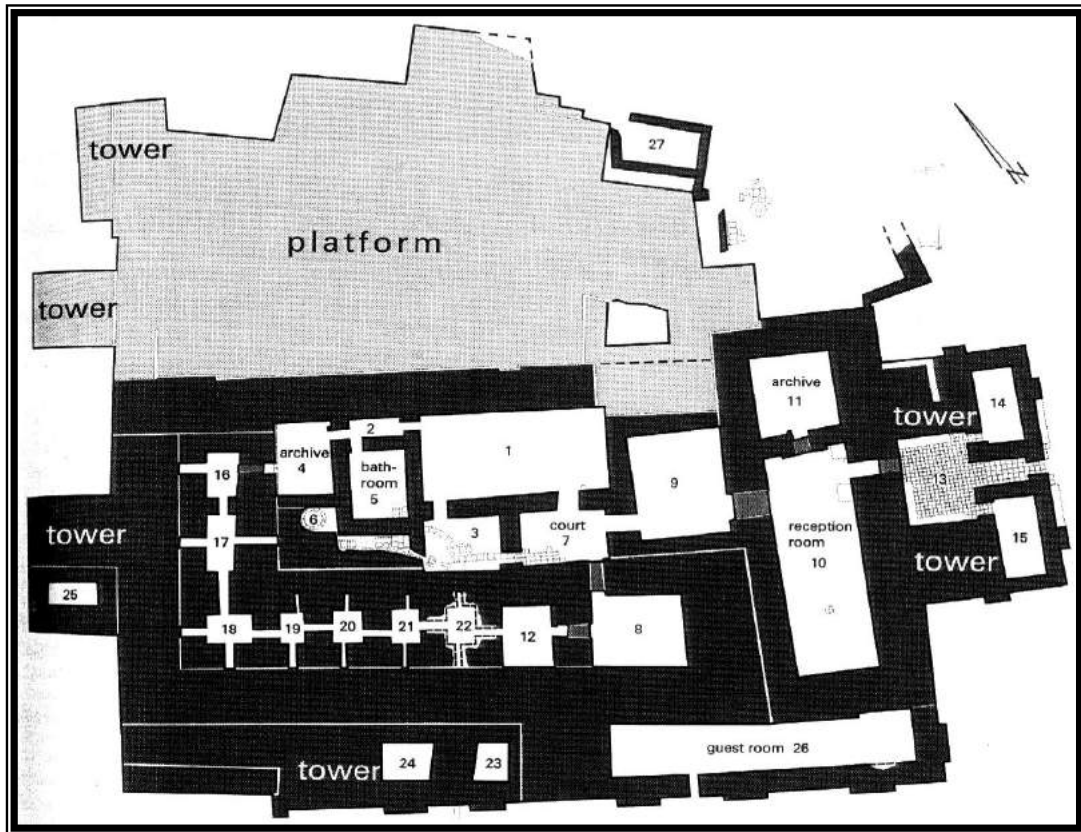 27
tower
platform
tower
archive
11
14
tower
2
archive
4
bath-
room
5
1
9
16
13
6
3
court
7
reception
room
10
tower
17
15
tower
25
18
19
20
21
22
12
8
guest room 26
tower
24
23
N